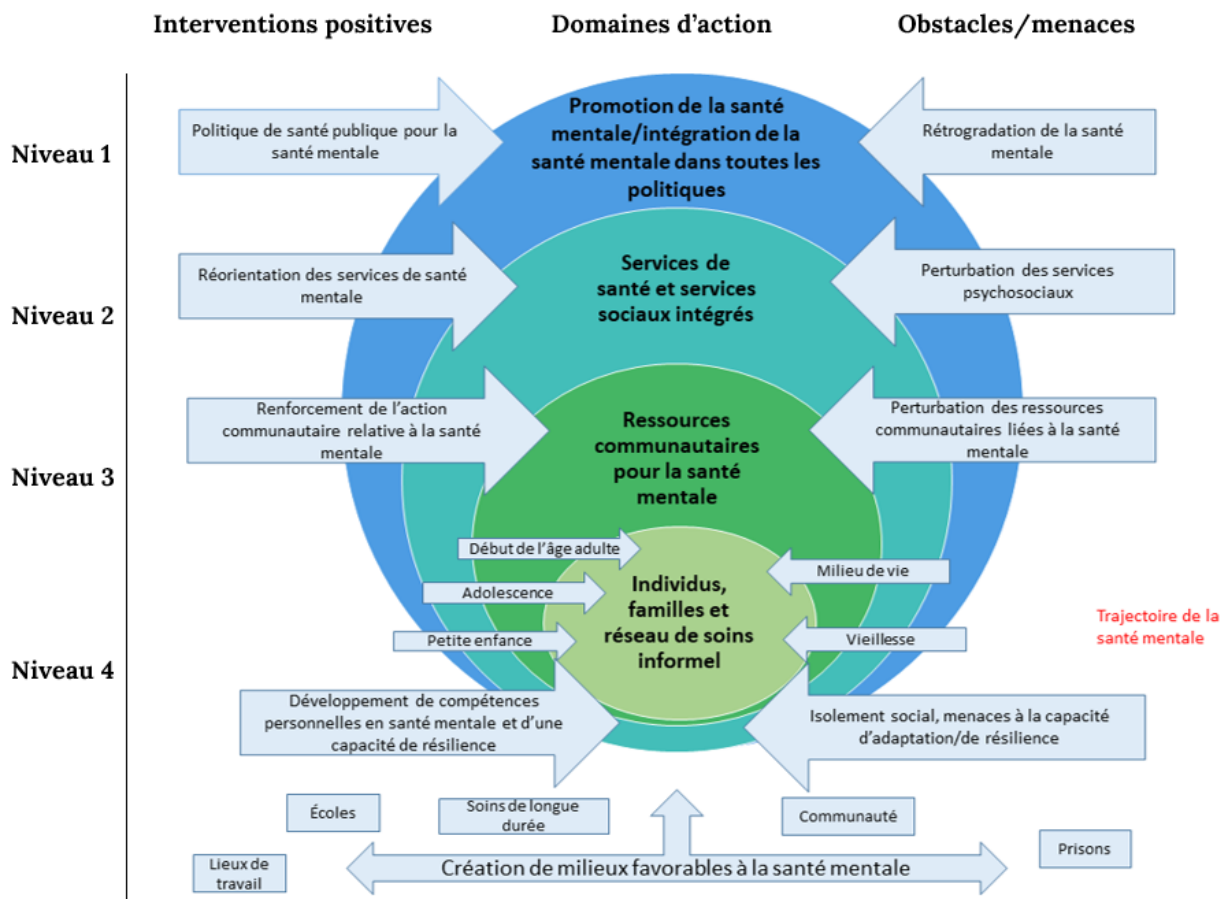 Interventions positives
Domaines d’action
Obstacles/menaces
Niveau 1
Politique de santé publique pour la
santé mentale
Promotion de la santé
mentale/intégration de la
santé mentale dans toutes les
politiques
Rétrogradation de la santé
mentale
Niveau 2
Réorientation des services de santé
mentale
Services de
santé et services
sociaux intégrés
Perturbation des services
psychosociaux
Niveau 3
Renforcement de l’action
communautaire relative à la santé
mentale
Ressources
communautaires
pour la santé
mentale
Perturbation des ressources
communautaires liées à la santé
mentale
Niveau 4
Début de l’âge adulte
Adolescence
Petite enfance
Individus,
familles et
réseau de soins
informel
Milieu de vie
Vieillesse
Trajectoire de la
santé mentale
Développement de compétences
personnelles en santé mentale et d’une
capacité de résilience
Isolement social, menaces à la capacité
d’adaptation/de résilience
Écoles
Soins de longue
durée
Communauté
Prisons
Lieux de
travail
Création de milieux favorables à la santé mentale